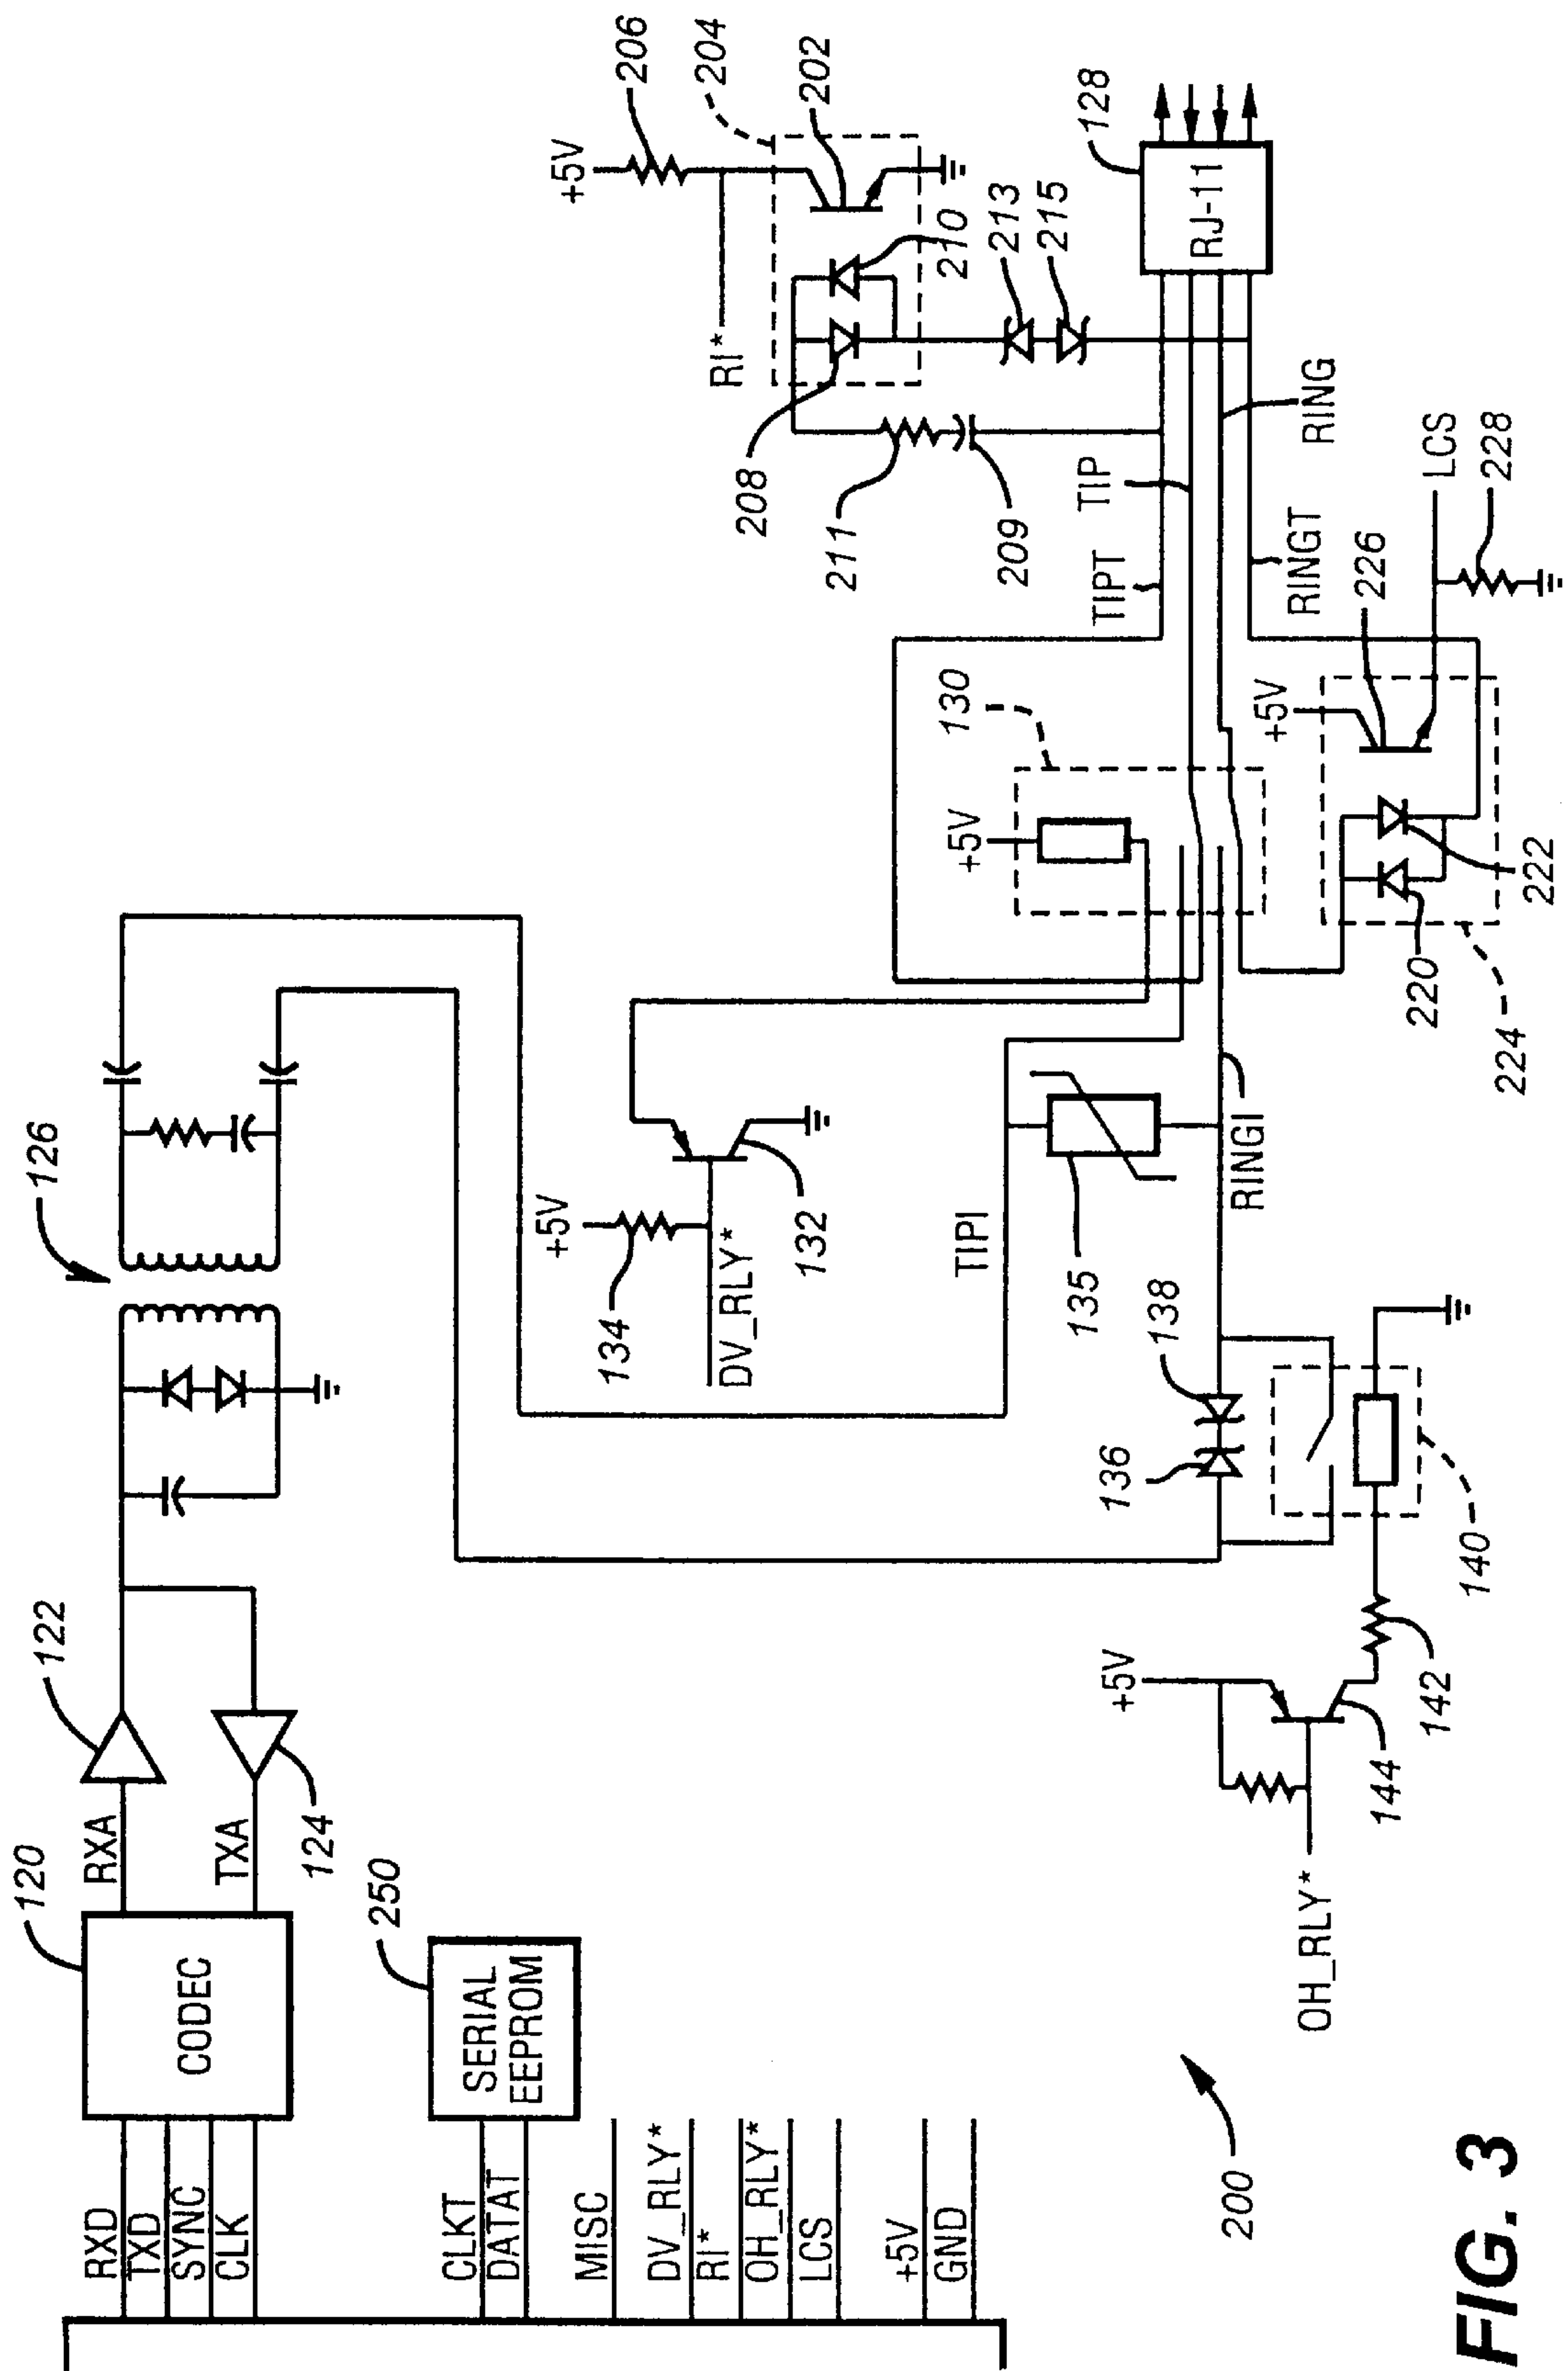 120
RXD
TXD
SYNC
CLK
CODEC
RXA
TXA
122
124
126
250
CLKT
DATAT
SERIAL
EEPROM
MISC
DV_RLY*
RI*
OH_RLY*
LCS
+5V
GND
+5V
134
DV_RLY*
132
206
204
202
+5V
RI*
210
208
211
209
213
215
128
RJ-11
TIPT
TIP
RING
RINGT
130
+5V
TIPI
135
RINGI
138
136
140
+5V
142
144
OH_RLY*
+5V
226
LCS
228
222
220
224
200
FIG. 3